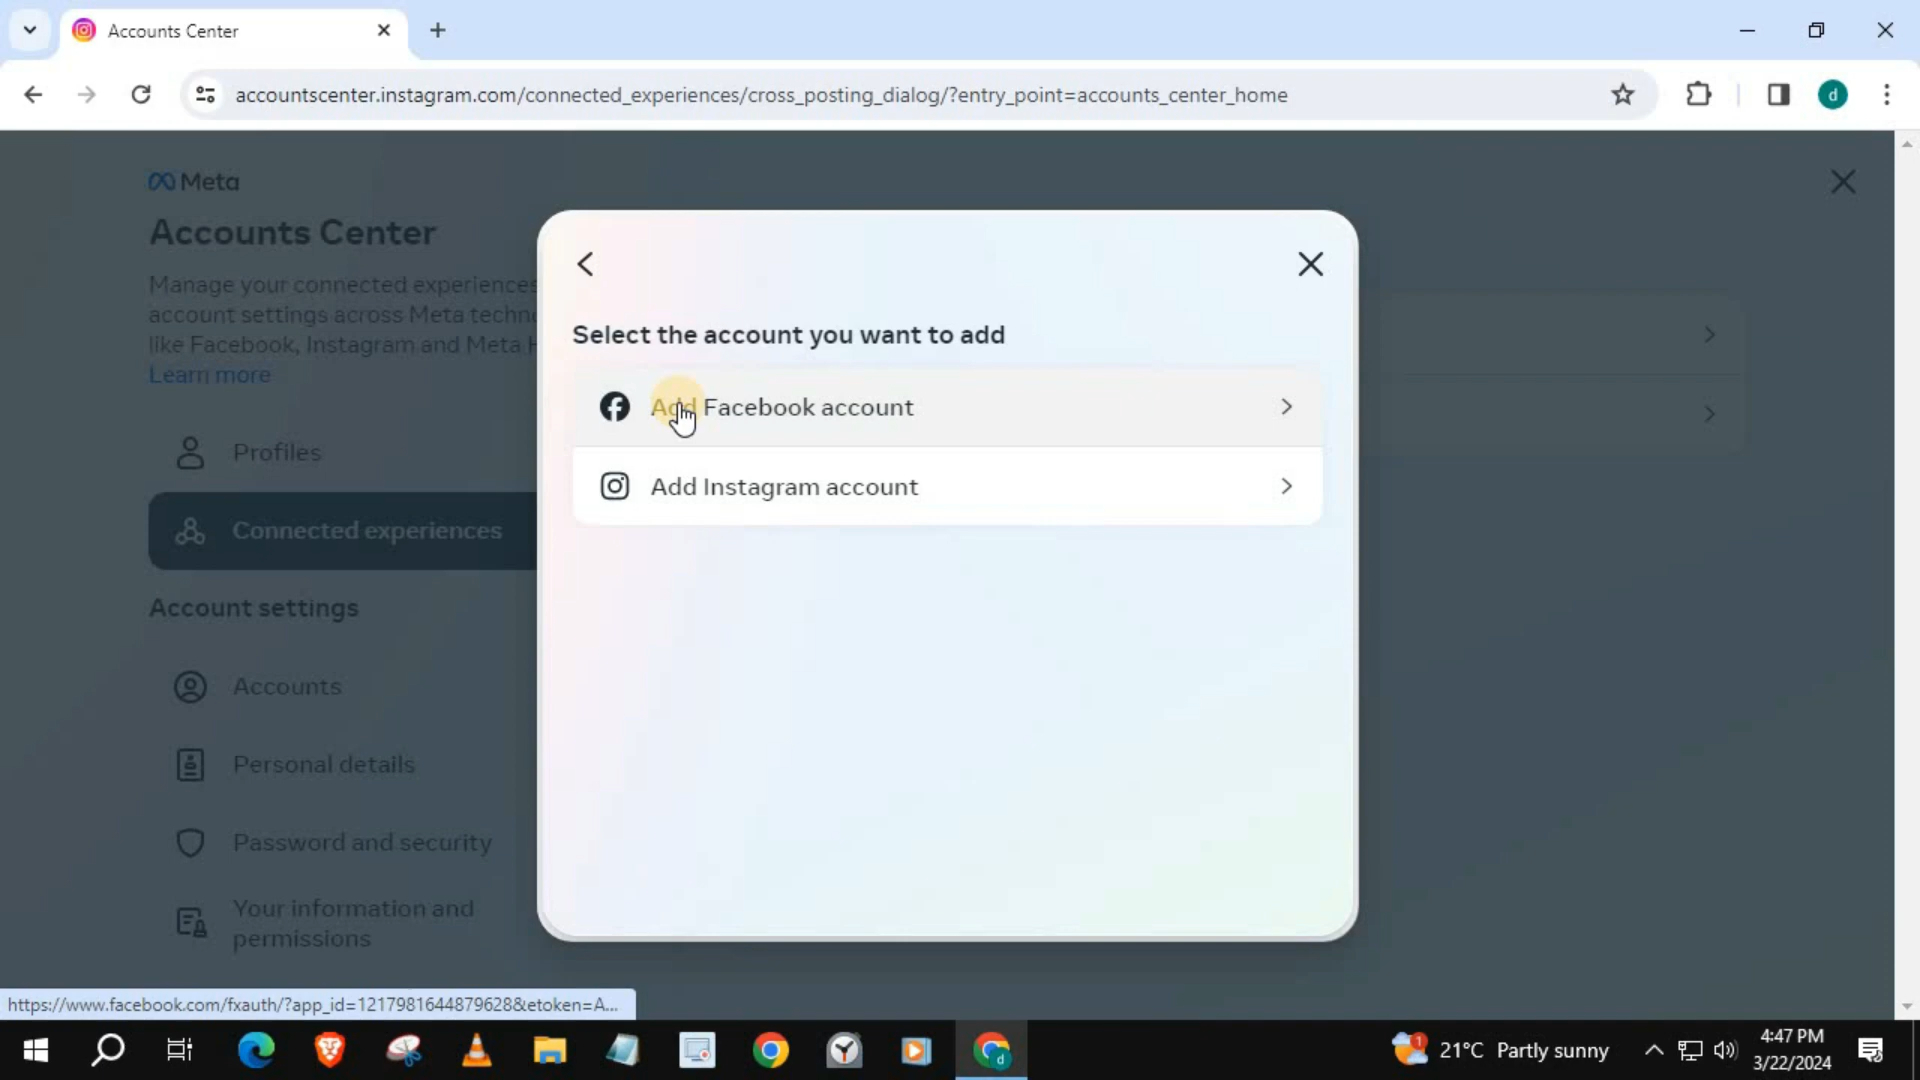 Accounts Center
accountscenter.instagram.com/connected_experiences/cross_posting_dialog/?entry_point=accounts_center_home
d
Meta
Accounts Center
Manage your connected experiences
account settings across Meta techn
like Facebook, Instagram and Meta H
Learn more
Profiles
Connected experiences
Account settings
Accounts
Personal details
Password and security
Your information and
permissions
Select the account you want to add
Add Facebook account
Add Instagram account
https://www.facebook.com/fxauth/?app_id=1217981644879628&etoken=A...
1
21°C Partly sunny
4:47 PM
3/22/2024
d